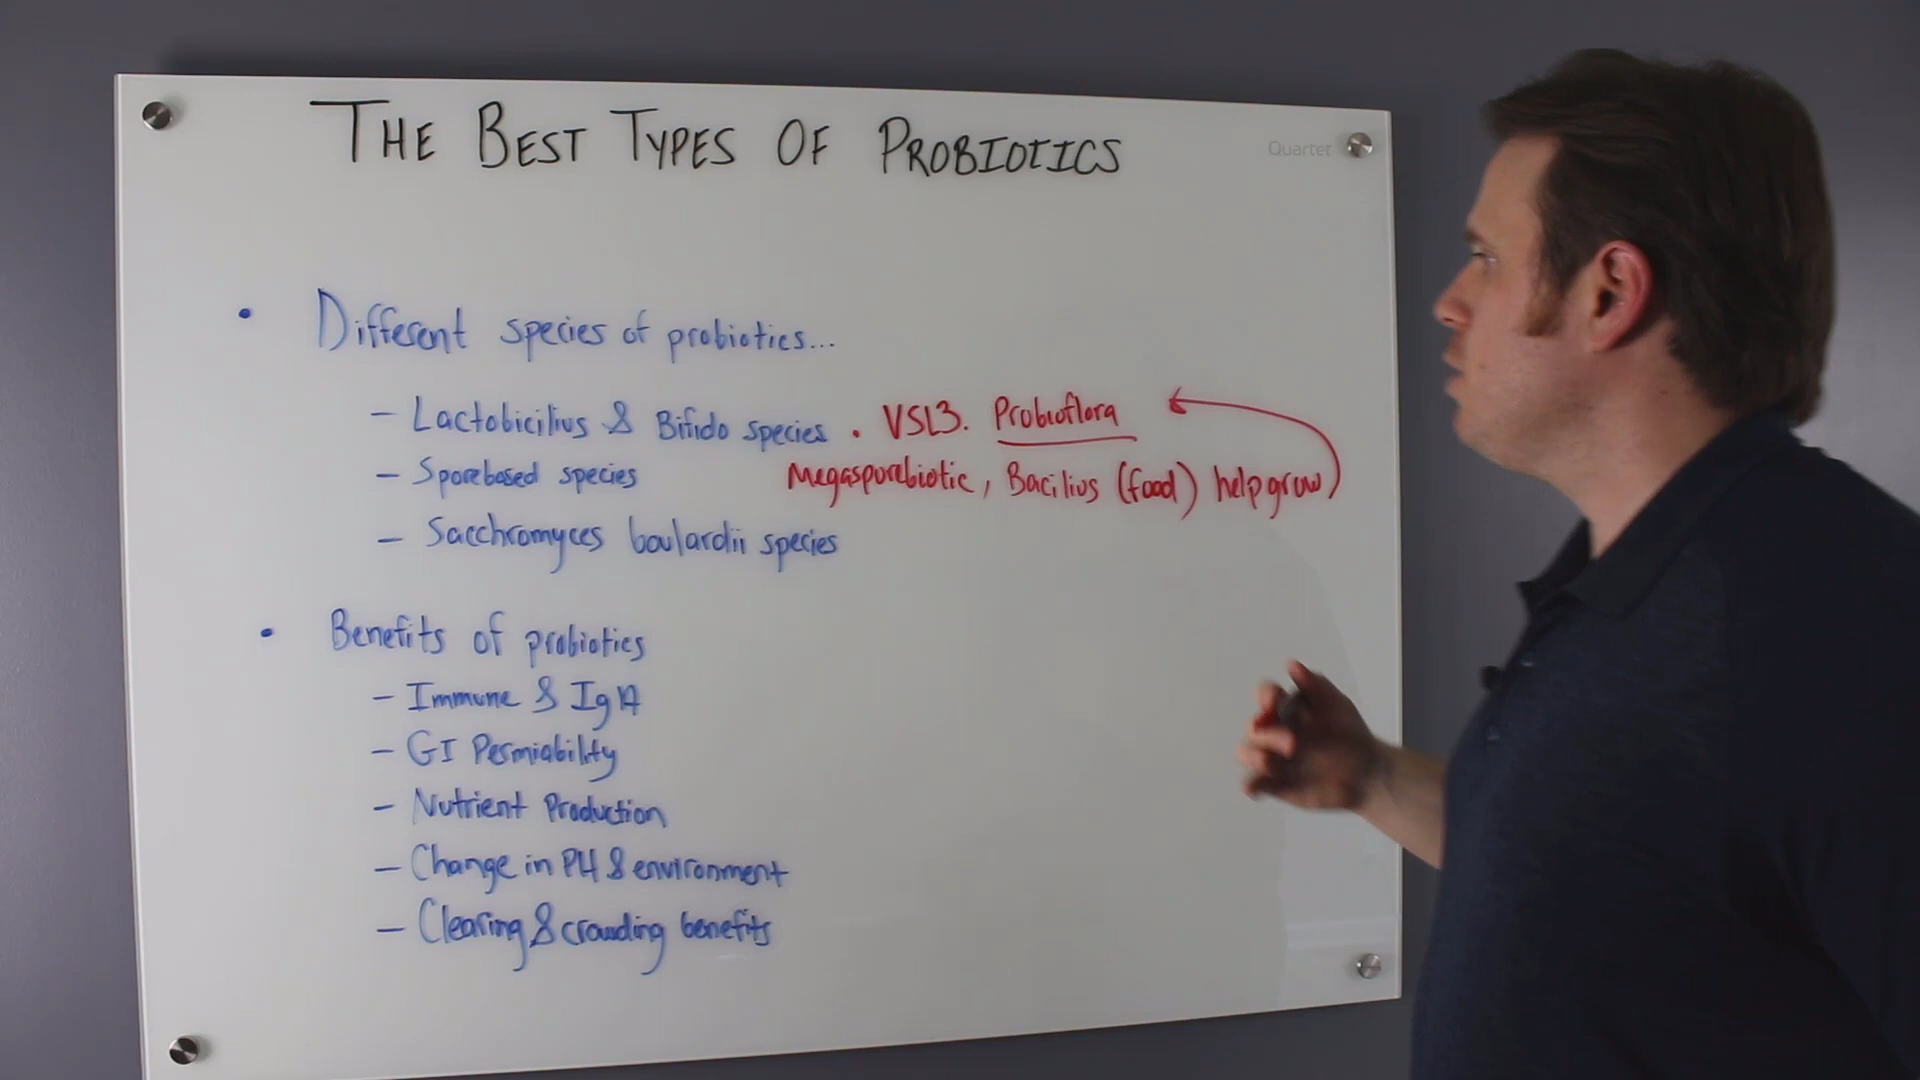 THE BEST TYPES OF PROBIOTICS
Quartet
• Different species of probiotics...
- Lactobicilius & Bifido species • VSL3. Probioflora
- Sporebased species Megasporebiotic, Bacilius (food) help grow
- Sacchromyces boulardii species
• Benefits of probiotics
- Immune & IgA
- GI Permiability
- Nutrient Production
- Change in PH & environment
- Clearing & crowding benefits